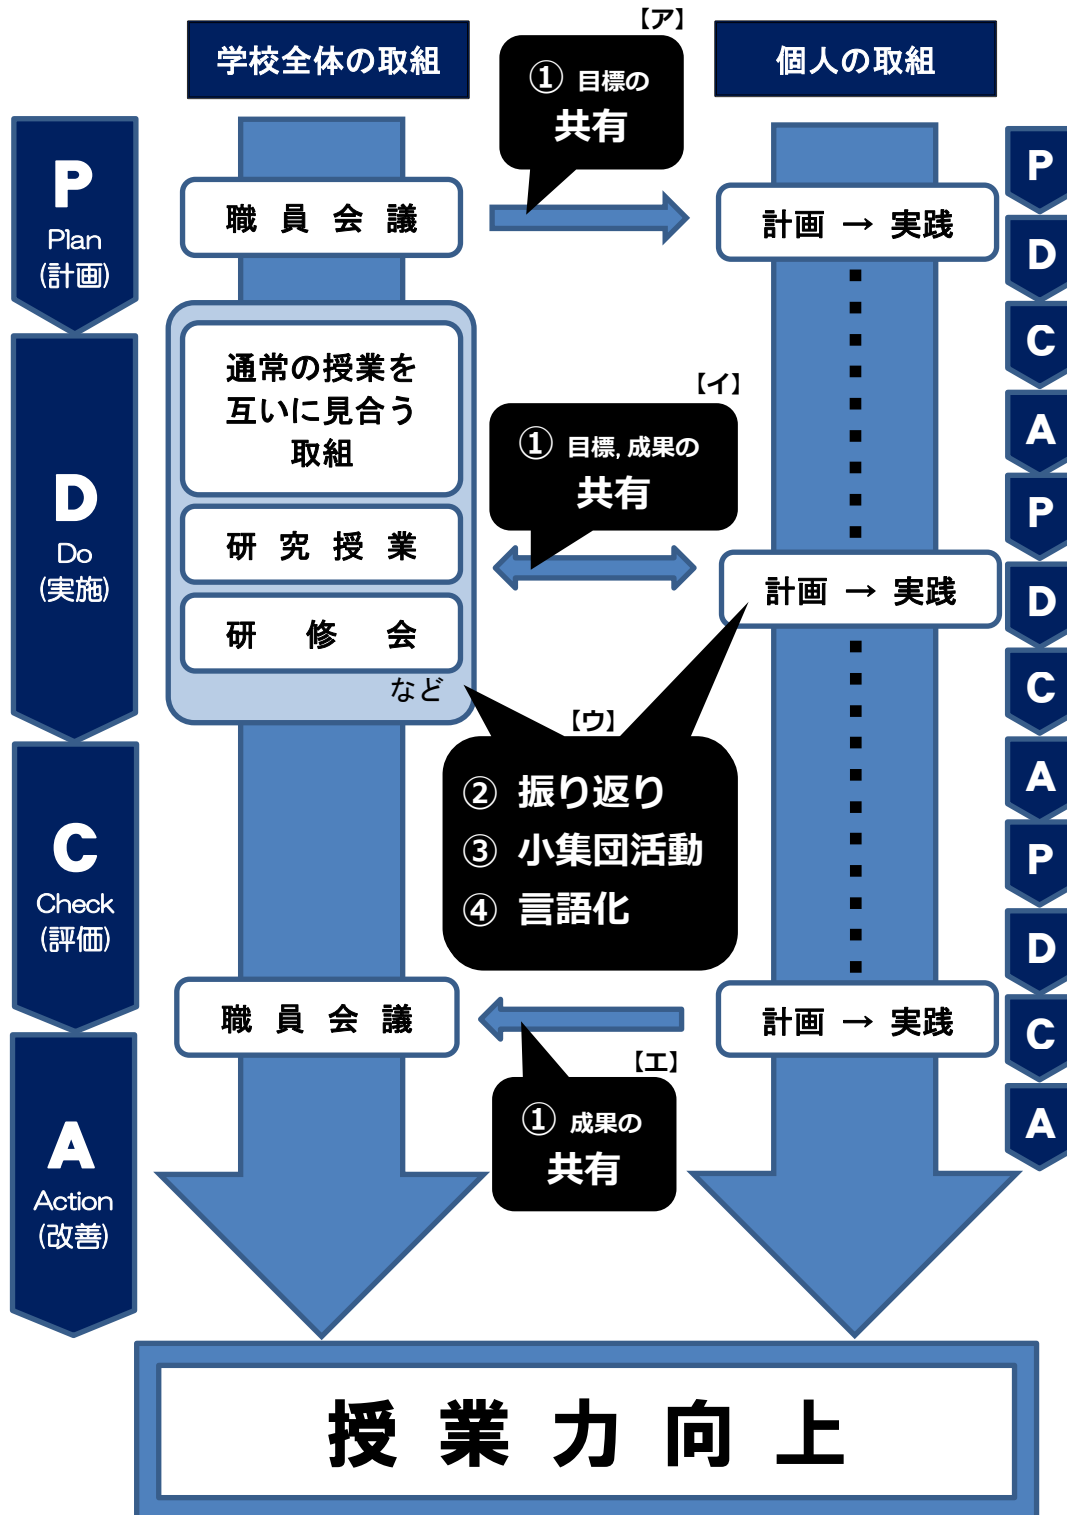 【ア】
学校全体の取組
① 目標の
共有
個人の取組
P
Plan
(計画)
職員会議
計画 → 実践
通常の授業を
互いに見合う
取組
【イ】
① 目標, 成果の
共有
D
Do
(実施)
研究授業
計画 → 実践
研修会
など
【ウ】
② 振り返り
③ 小集団活動
④ 言語化
C
Check
(評価)
職員会議
計画 → 実践
【エ】
① 成果の
共有
A
Action
(改善)
P
D
C
A
P
D
C
A
P
D
C
A
授業力向上